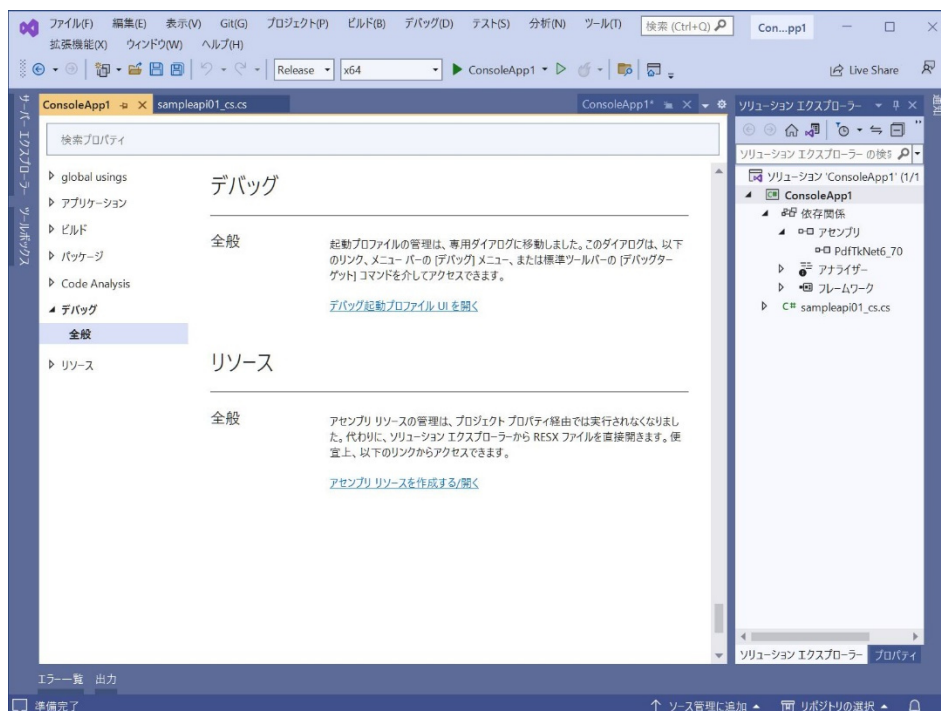 ファイル(F) 編集(E) 表示(V) Git(G) プロジェクト(P) ビルド(B) デバッグ(D) テスト(S) 分析(N) ツール(T) 検索 (Ctrl+Q) Con...pp1
拡張機能(X) ウィンドウ(W) ヘルプ(H)
Release x64 ConsoleApp1 Live Share
サーバー エクスプローラー
ツールボックス
ConsoleApp1 sampleapi01_cs.cs ConsoleApp1*
検索プロパティ
global usings
アプリケーション
ビルド
パッケージ
Code Analysis
デバッグ
全般
リソース
デバッグ
全般
起動プロファイルの管理は、専用ダイアログに移動しました。このダイアログは、以下
のリンク、メニュー バーの [デバッグ] メニュー、または標準ツールバーの [デバッグター
ゲット] コマンドを介してアクセスできます。
デバッグ起動プロファイル UI を開く
リソース
全般
アセンブリ リソースの管理は、プロジェクト プロパティ経由では実行されなくなりまし
た。代わりに、ソリューション エクスプローラーから RESX ファイルを直接開きます。便
宜上、以下のリンクからアクセスできます。
アセンブリ リソースを作成する/開く
ソリューション エクスプローラー
ソリューション エクスプローラー の検索
ソリューション 'ConsoleApp1' (1/1
ConsoleApp1
依存関係
アセンブリ
PdfTkNet6_70
アナライザー
フレームワーク
C# sampleapi01_cs.cs
ソリューション エクスプローラー プロパティ
通知
エラー一覧 出力
準備完了 ソース管理に追加 リポジトリの選択